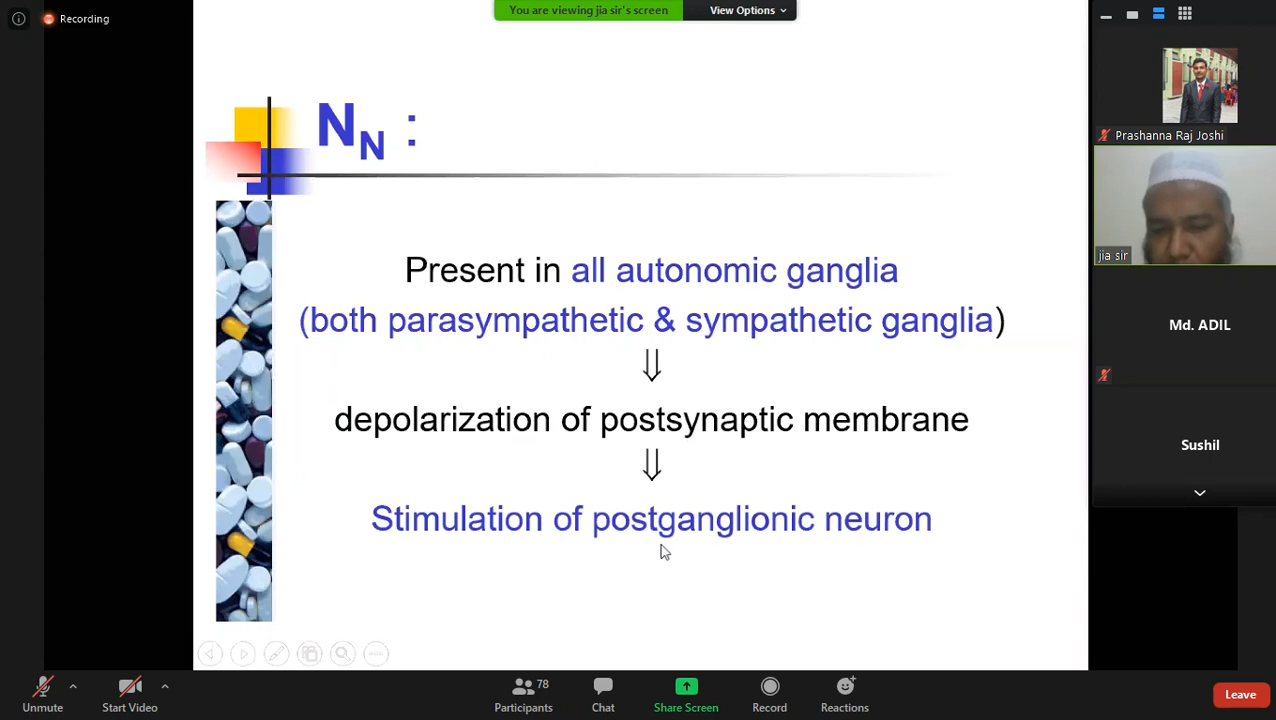 Recording
You are viewing jia sir's screen
View Options
NN :
Present in all autonomic ganglia
(both parasympathetic & sympathetic ganglia)
⇓
depolarization of postsynaptic membrane
⇓
Stimulation of postganglionic neuron
Prashanna Raj Joshi
jia sir
Md. ADIL
Sushil
Unmute
Start Video
Participants
78
Chat
Share Screen
Record
Reactions
Leave